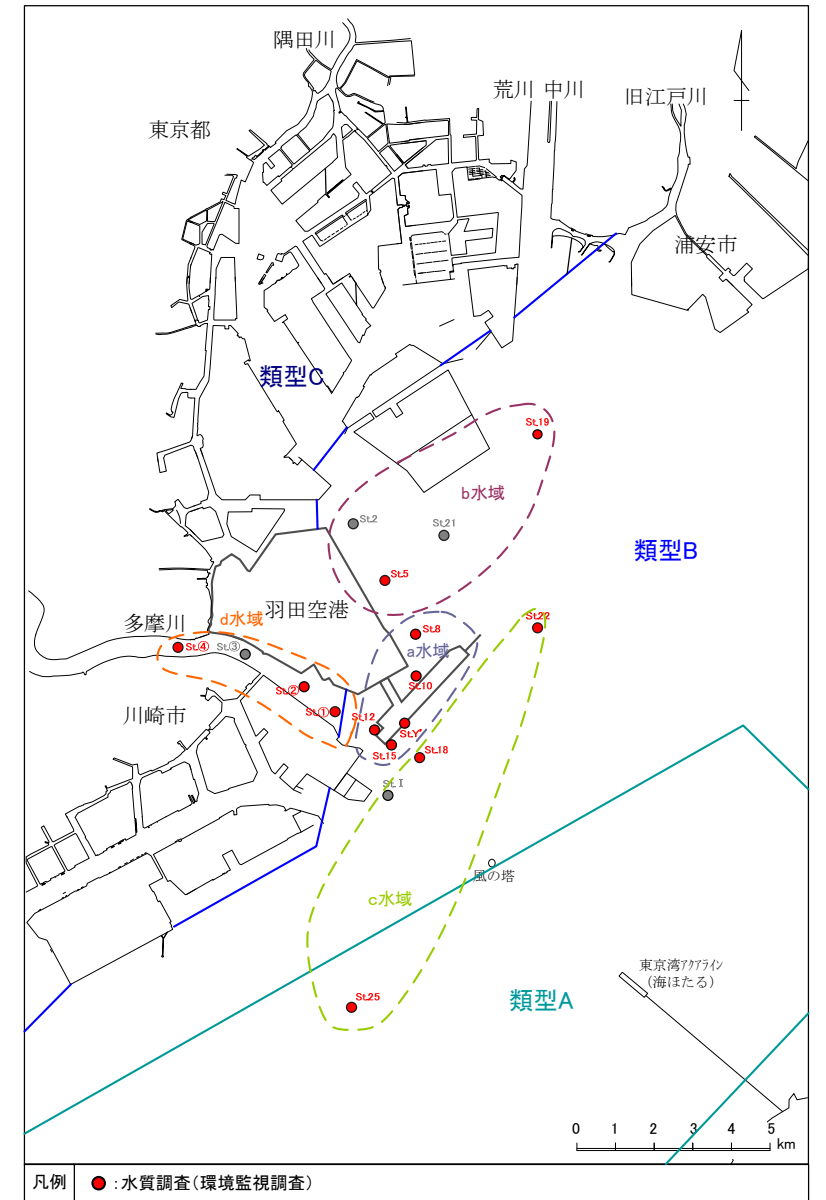 隅田川
荒川 中川
旧江戸川
東京都
浦安市
類型C
St.19
b水域
St.2
St.21
類型B
St.5
羽田空港
d水域
多摩川
St.④
St.③
St.8
St.22
a水域
St.10
St.②
St.①
川崎市
St.12
St.Y'
St.15
St.18
St.I
風の塔
c水域
東京湾ｱｸｱﾗｲﾝ
(海ほたる)
St.25
類型A
0 1 2 3 4 5
km
凡例 ●:水質調査(環境監視調査)